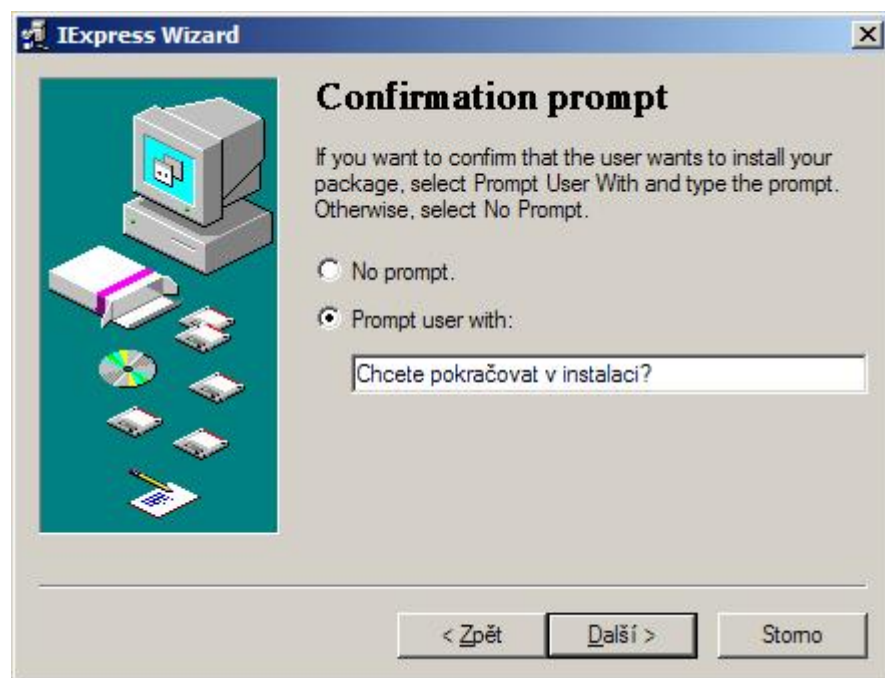 IExpress Wizard
Confirmation prompt
If you want to confirm that the user wants to install your
package, select Prompt User With and type the prompt.
Otherwise, select No Prompt.
No prompt.
Prompt user with:
Chcete pokračovat v instalaci?
< Zpět
Další >
Storno